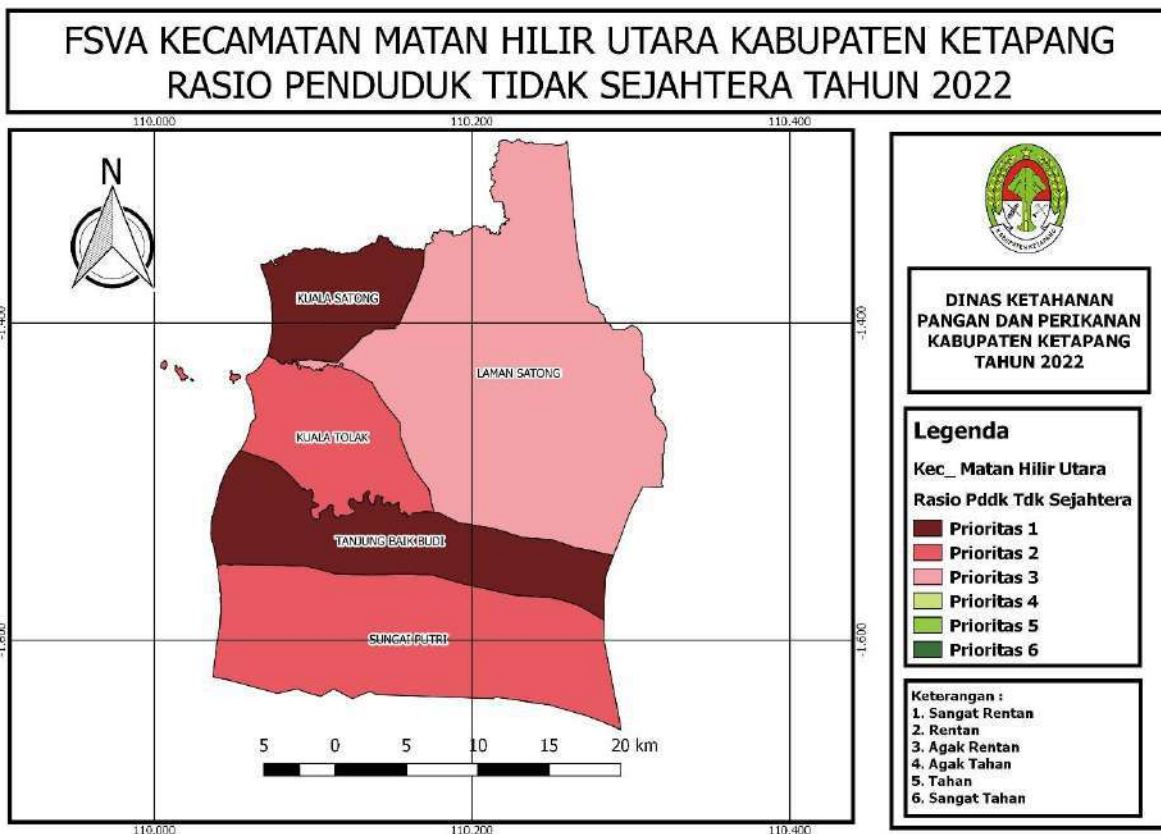 FSVA KECAMATAN MATAN HILIR UTARA KABUPATEN KETAPANG
RASIO PENDUDUK TIDAK SEJAHTERA TAHUN 2022
110.000
110.200
110.400
N
KUALA SATONG
-1.400
-1.400
LAMAN SATONG
KUALA TOLAK
TANJUNG BAIK BUDI
-1.600
SUNGAI PUTRI
-1.600
5 0 5 10 15 20 km
110.000
110.200
110.400
KABUPATEN KETAPANG
DINAS KETAHANAN
PANGAN DAN PERIKANAN
KABUPATEN KETAPANG
TAHUN 2022
Legenda
Kec_ Matan Hilir Utara
Rasio Pddk Tdk Sejahtera
Prioritas 1
Prioritas 2
Prioritas 3
Prioritas 4
Prioritas 5
Prioritas 6
Keterangan :
1. Sangat Rentan
2. Rentan
3. Agak Rentan
4. Agak Tahan
5. Tahan
6. Sangat Tahan